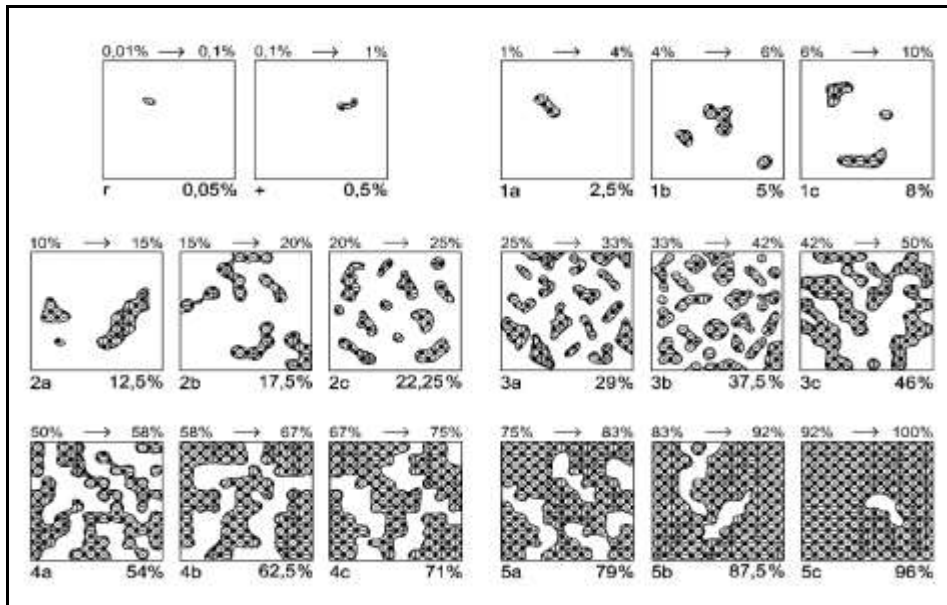 0,01% → 0,1% 0,1% → 1% 1% → 4% 4% → 6% 6% → 10%
r 0,05% + 0,5% 1a 2,5% 1b 5% 1c 8%
10% → 15% 15% → 20% 20% → 25% 25% → 33% 33% → 42% 42% → 50%
2a 12,5% 2b 17,5% 2c 22,25% 3a 29% 3b 37,5% 3c 46%
50% → 58% 58% → 67% 67% → 75% 75% → 83% 83% → 92% 92% → 100%
4a 54% 4b 62,5% 4c 71% 5a 79% 5b 87,5% 5c 96%